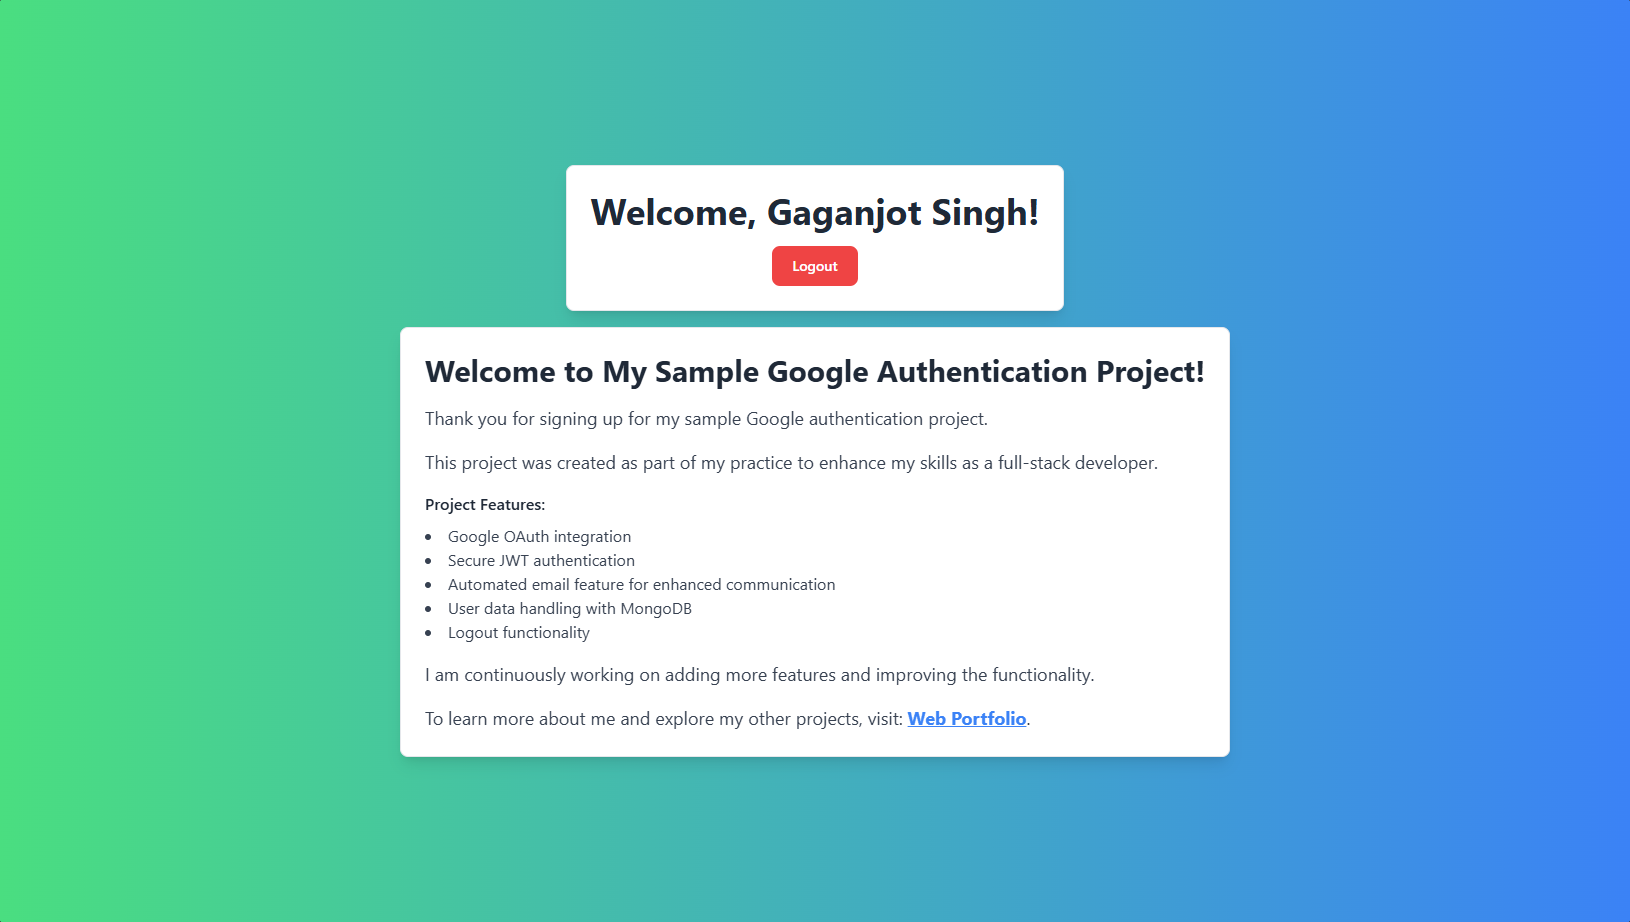 Welcome, Gaganjot Singh!
Logout
Welcome to My Sample Google Authentication Project!
Thank you for signing up for my sample Google authentication project.
This project was created as part of my practice to enhance my skills as a full-stack developer.
Project Features:
• Google OAuth integration
• Secure JWT authentication
• Automated email feature for enhanced communication
• User data handling with MongoDB
• Logout functionality
I am continuously working on adding more features and improving the functionality.
To learn more about me and explore my other projects, visit: Web Portfolio.